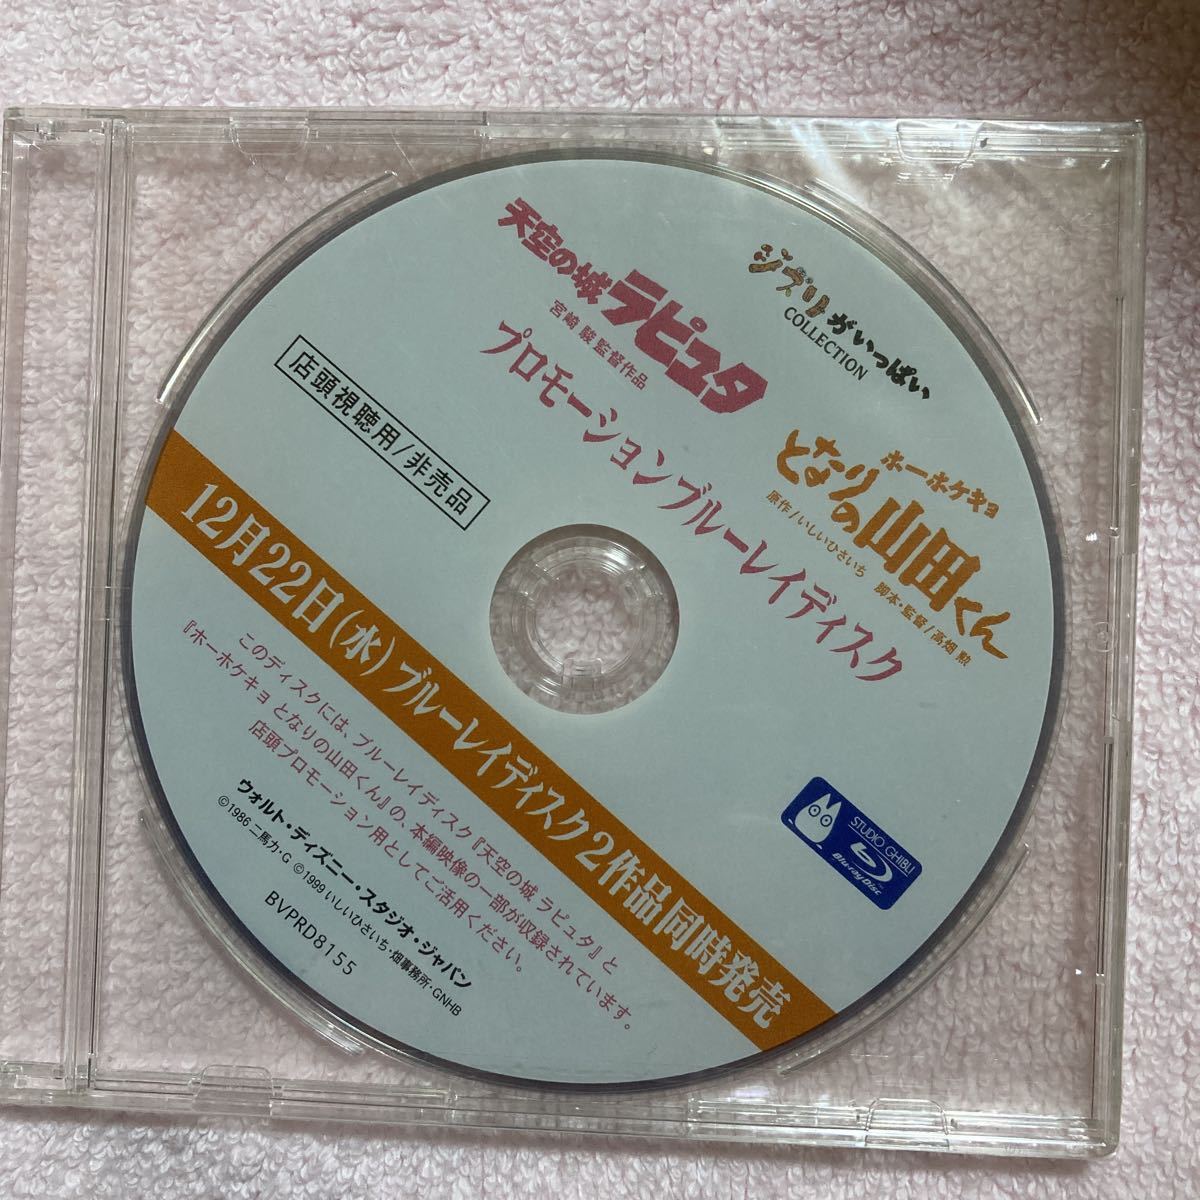 ジブリがいっぱい
COLLECTION
天空の城
ラピュタ
宮崎 駿 監督作品
ホーホケキョ
となりの山田くん
原作/いしいひさいち 脚本・監督/高畑 勲
プロモーションブルーレイディスク
店頭視聴用/非売品
12月22日(水)ブルーレイディスク2作品同時発売
このディスクには、ブルーレイディスク『天空の城 ラピュタ』と
『ホーホケキョ となりの山田くん』の、本編映像の一部が収録されています。
店頭プロモーション用としてご活用ください。
ウォルト・ディズニー・スタジオ・ジャパン
©1986 二馬力・G ©1999 いしいひさいち・畑事務所・GNHB
BVPRD8155
STUDIO GHIBLI
Blu-ray Disc